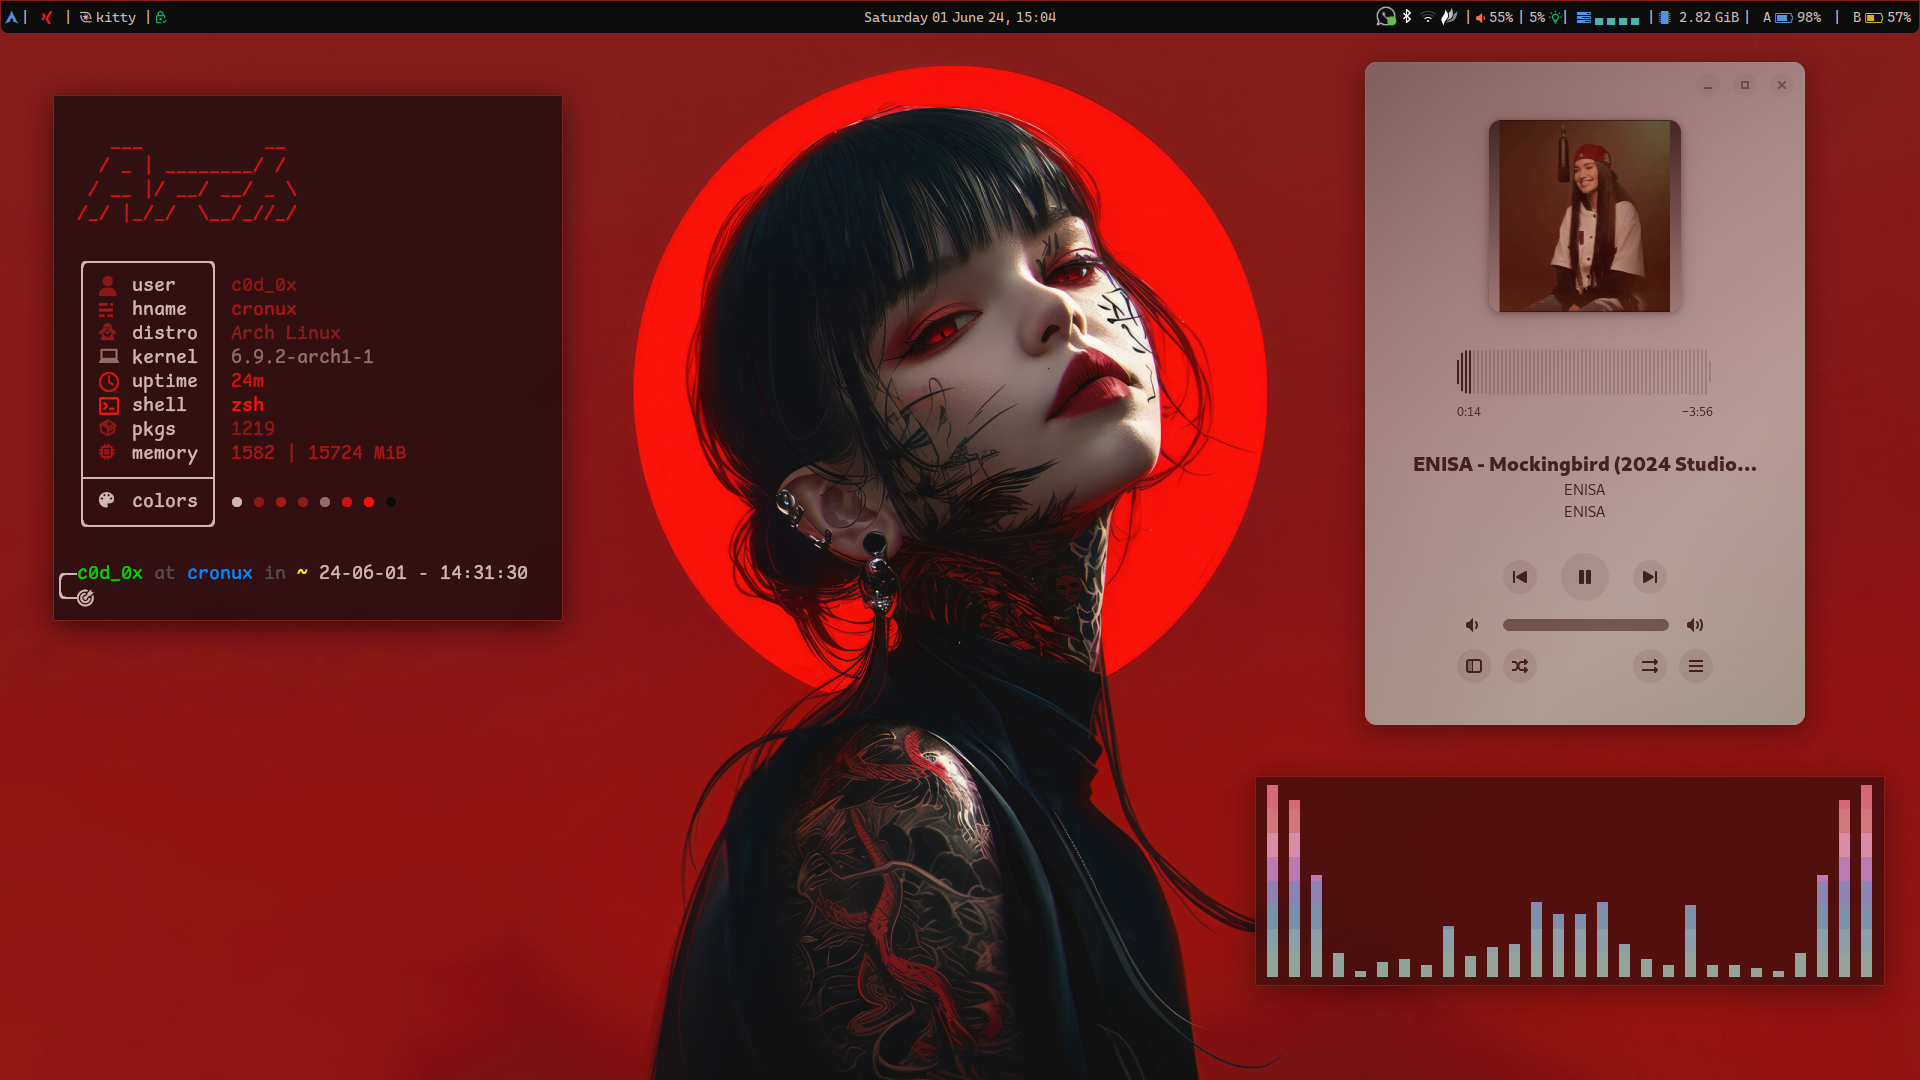 kitty
Saturday 01 June 24, 15:04
55%
5%
2.82 GiB
A 98%
B 57%
user c0d_0x
hname cronux
distro Arch Linux
kernel 6.9.2-arch1-1
uptime 24m
shell zsh
pkgs 1219
memory 1582 | 15724 MiB
colors
c0d_0x at cronux in ~ 24-06-01 - 14:31:30
0:14 −3:56
ENISA - Mockingbird (2024 Studio...
ENISA
ENISA